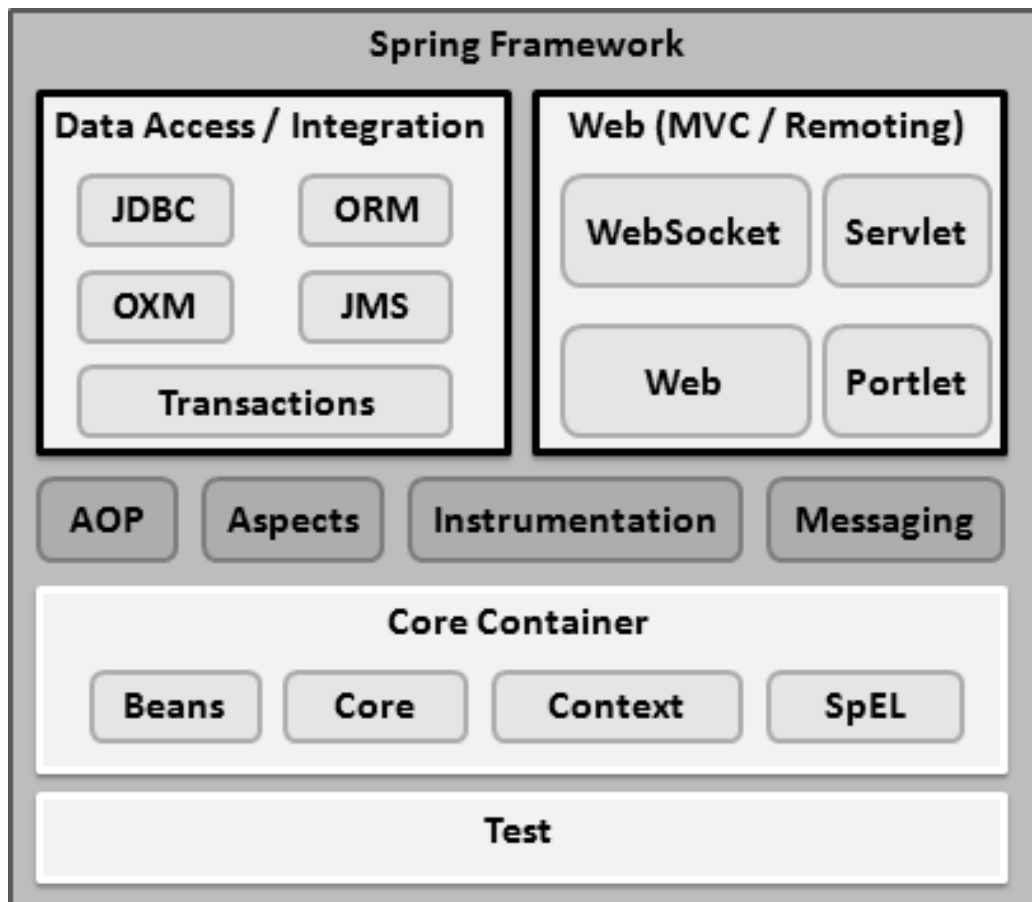 Spring Framework
Data Access / Integration
JDBC
ORM
OXM
JMS
Transactions
Web (MVC / Remoting)
WebSocket
Servlet
Web
Portlet
AOP
Aspects
Instrumentation
Messaging
Core Container
Beans
Core
Context
SpEL
Test